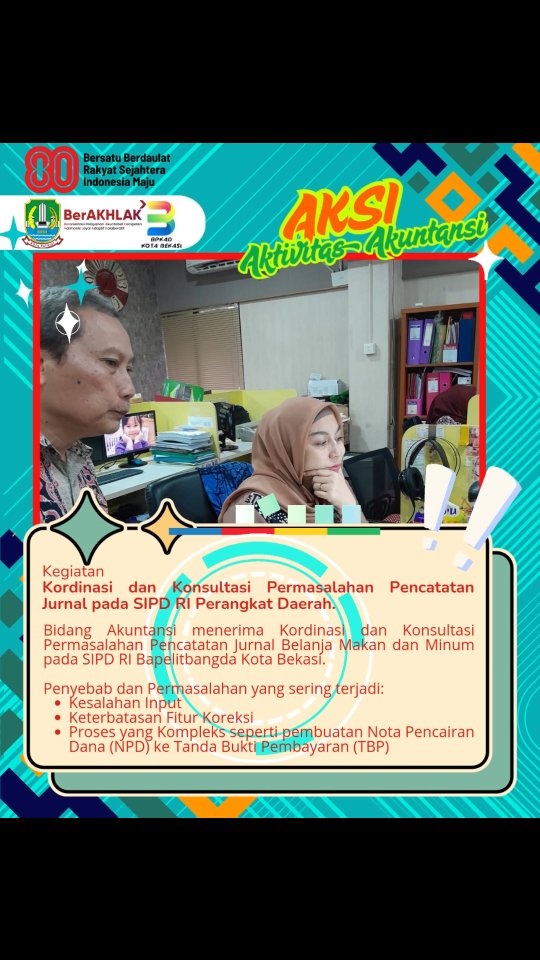 80
Bersatu Berdaulat
Rakyat Sejahtera
Indonesia Maju
BerAKHLAK
BPKAD
KOTA BEKASI
AKSI
Aktivitas Akuntansi
Kegiatan
Kordinasi dan Konsultasi Permasalahan Pencatatan
Jurnal pada SIPD RI Perangkat Daerah.
Bidang Akuntansi menerima Kordinasi dan Konsultasi
Permasalahan Pencatatan Jurnal Belanja Makan dan Minum
pada SIPD RI Bapelitbangda Kota Bekasi.
Penyebab dan Permasalahan yang sering terjadi:
• Kesalahan Input
• Keterbatasan Fitur Koreksi
• Proses yang Kompleks seperti pembuatan Nota Pencairan
Dana (NPD) ke Tanda Bukti Pembayaran (TBP)